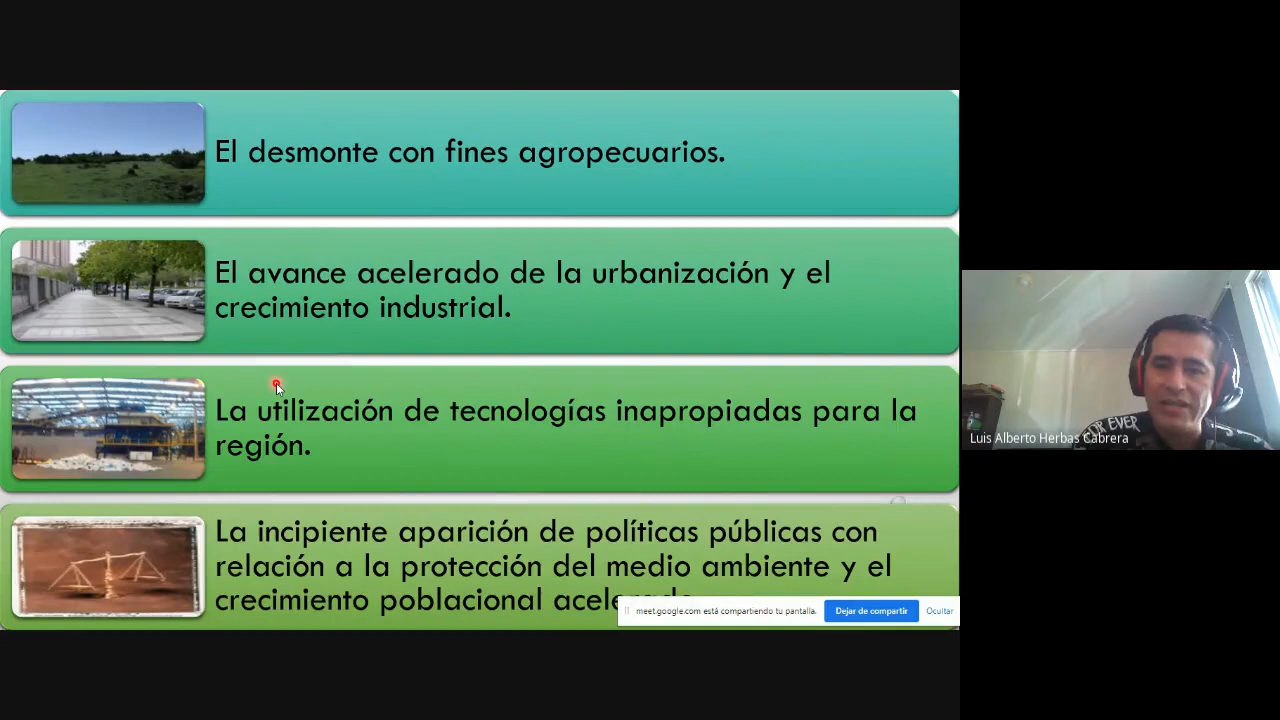 El desmonte con fines agropecuarios.
El avance acelerado de la urbanización y el
crecimiento industrial.
La utilización de tecnologías inapropiadas para la
región.
La incipiente aparición de políticas públicas con
relación a la protección del medio ambiente y el
crecimiento poblacional
meet.google.com está compartiendo tu pantalla.
Dejar de compartir
Ocultar
OR EVER
Luis Alberto Herbas Cabrera